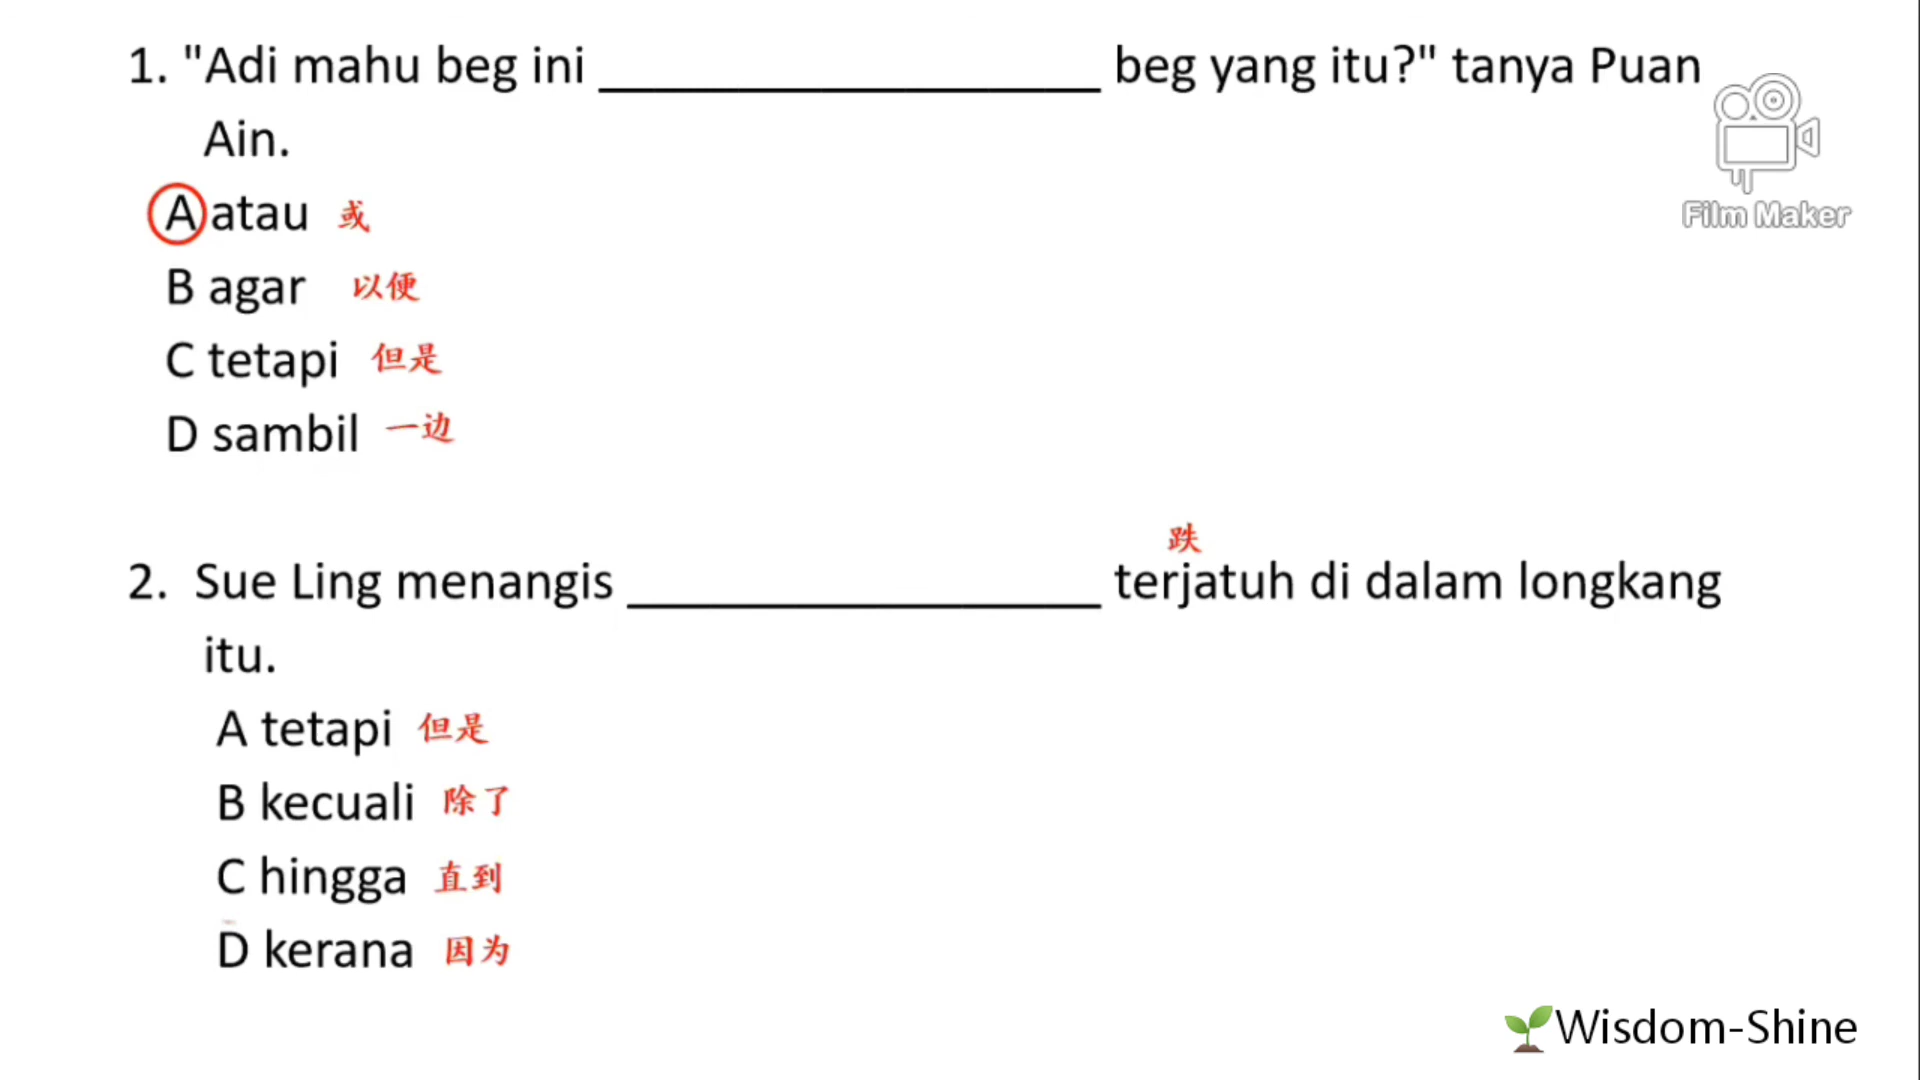 1. "Adi mahu beg ini ____________________ beg yang itu?" tanya Puan
Ain.
Film Maker
A atau 或
B agar 以便
C tetapi 但是
D sambil 一边
跌
2. Sue Ling menangis ___________________ terjatuh di dalam longkang
itu.
A tetapi 但是
B kecuali 除了
C hingga 直到
D kerana 因为
Wisdom-Shine